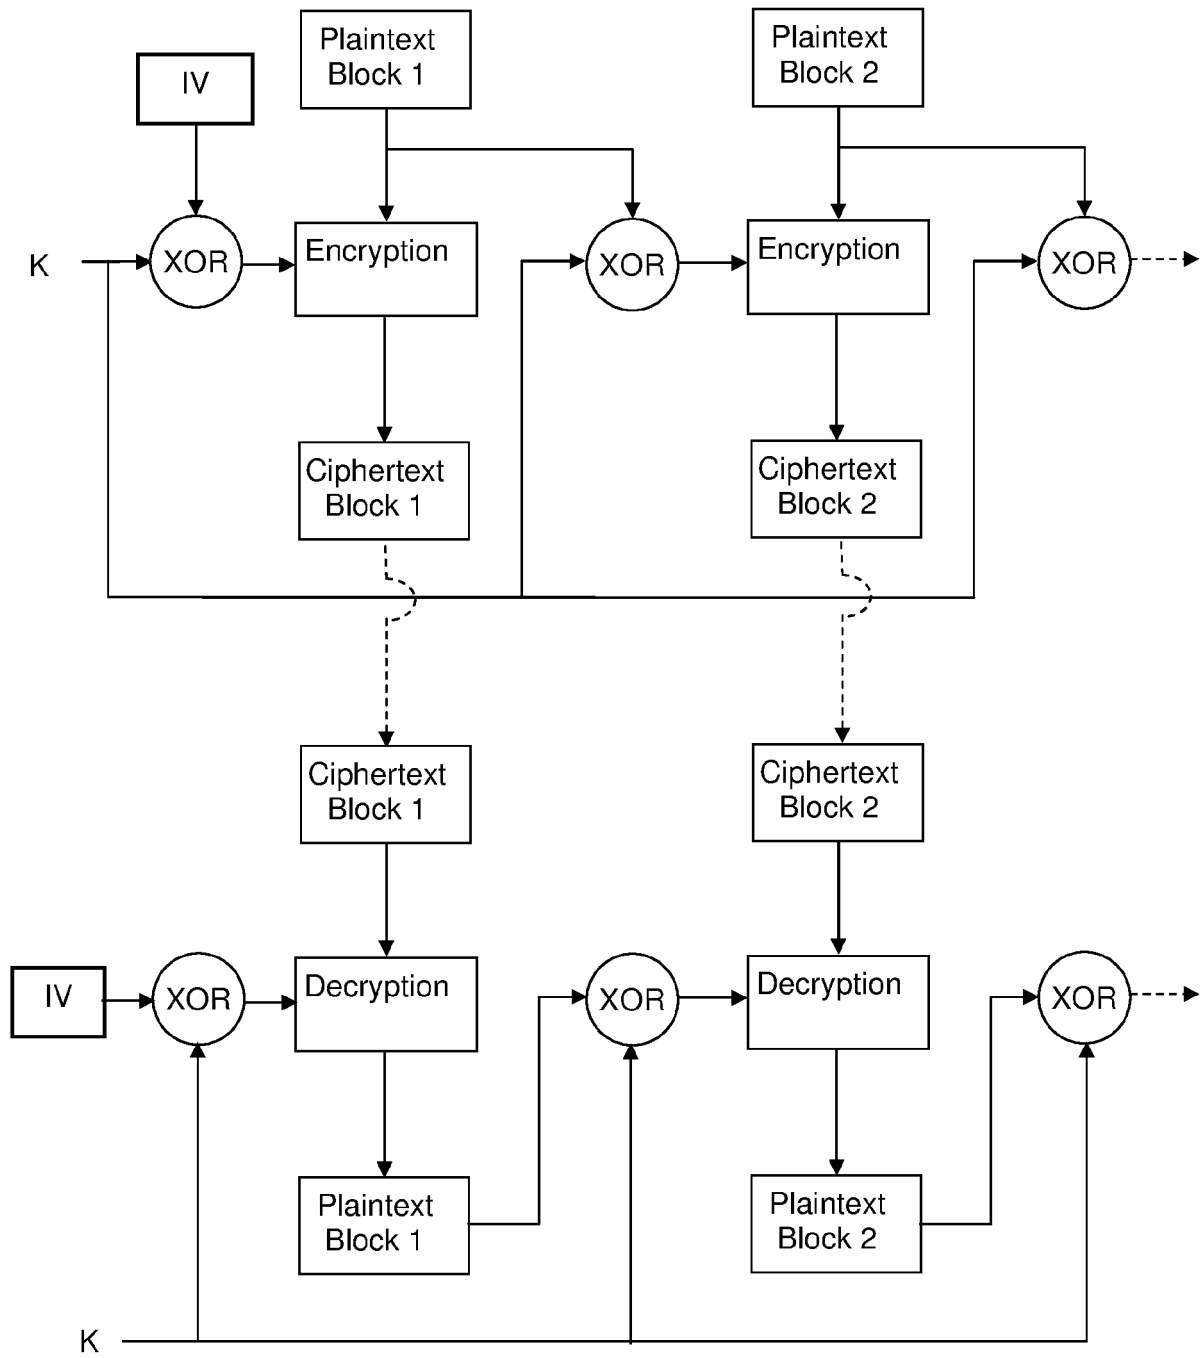 Plaintext
Block 1
Plaintext
Block 2
IV
K
XOR
Encryption
XOR
Encryption
XOR
Ciphertext
Block 1
Ciphertext
Block 2
Ciphertext
Block 1
Ciphertext
Block 2
IV
XOR
Decryption
XOR
Decryption
XOR
Plaintext
Block 1
Plaintext
Block 2
K